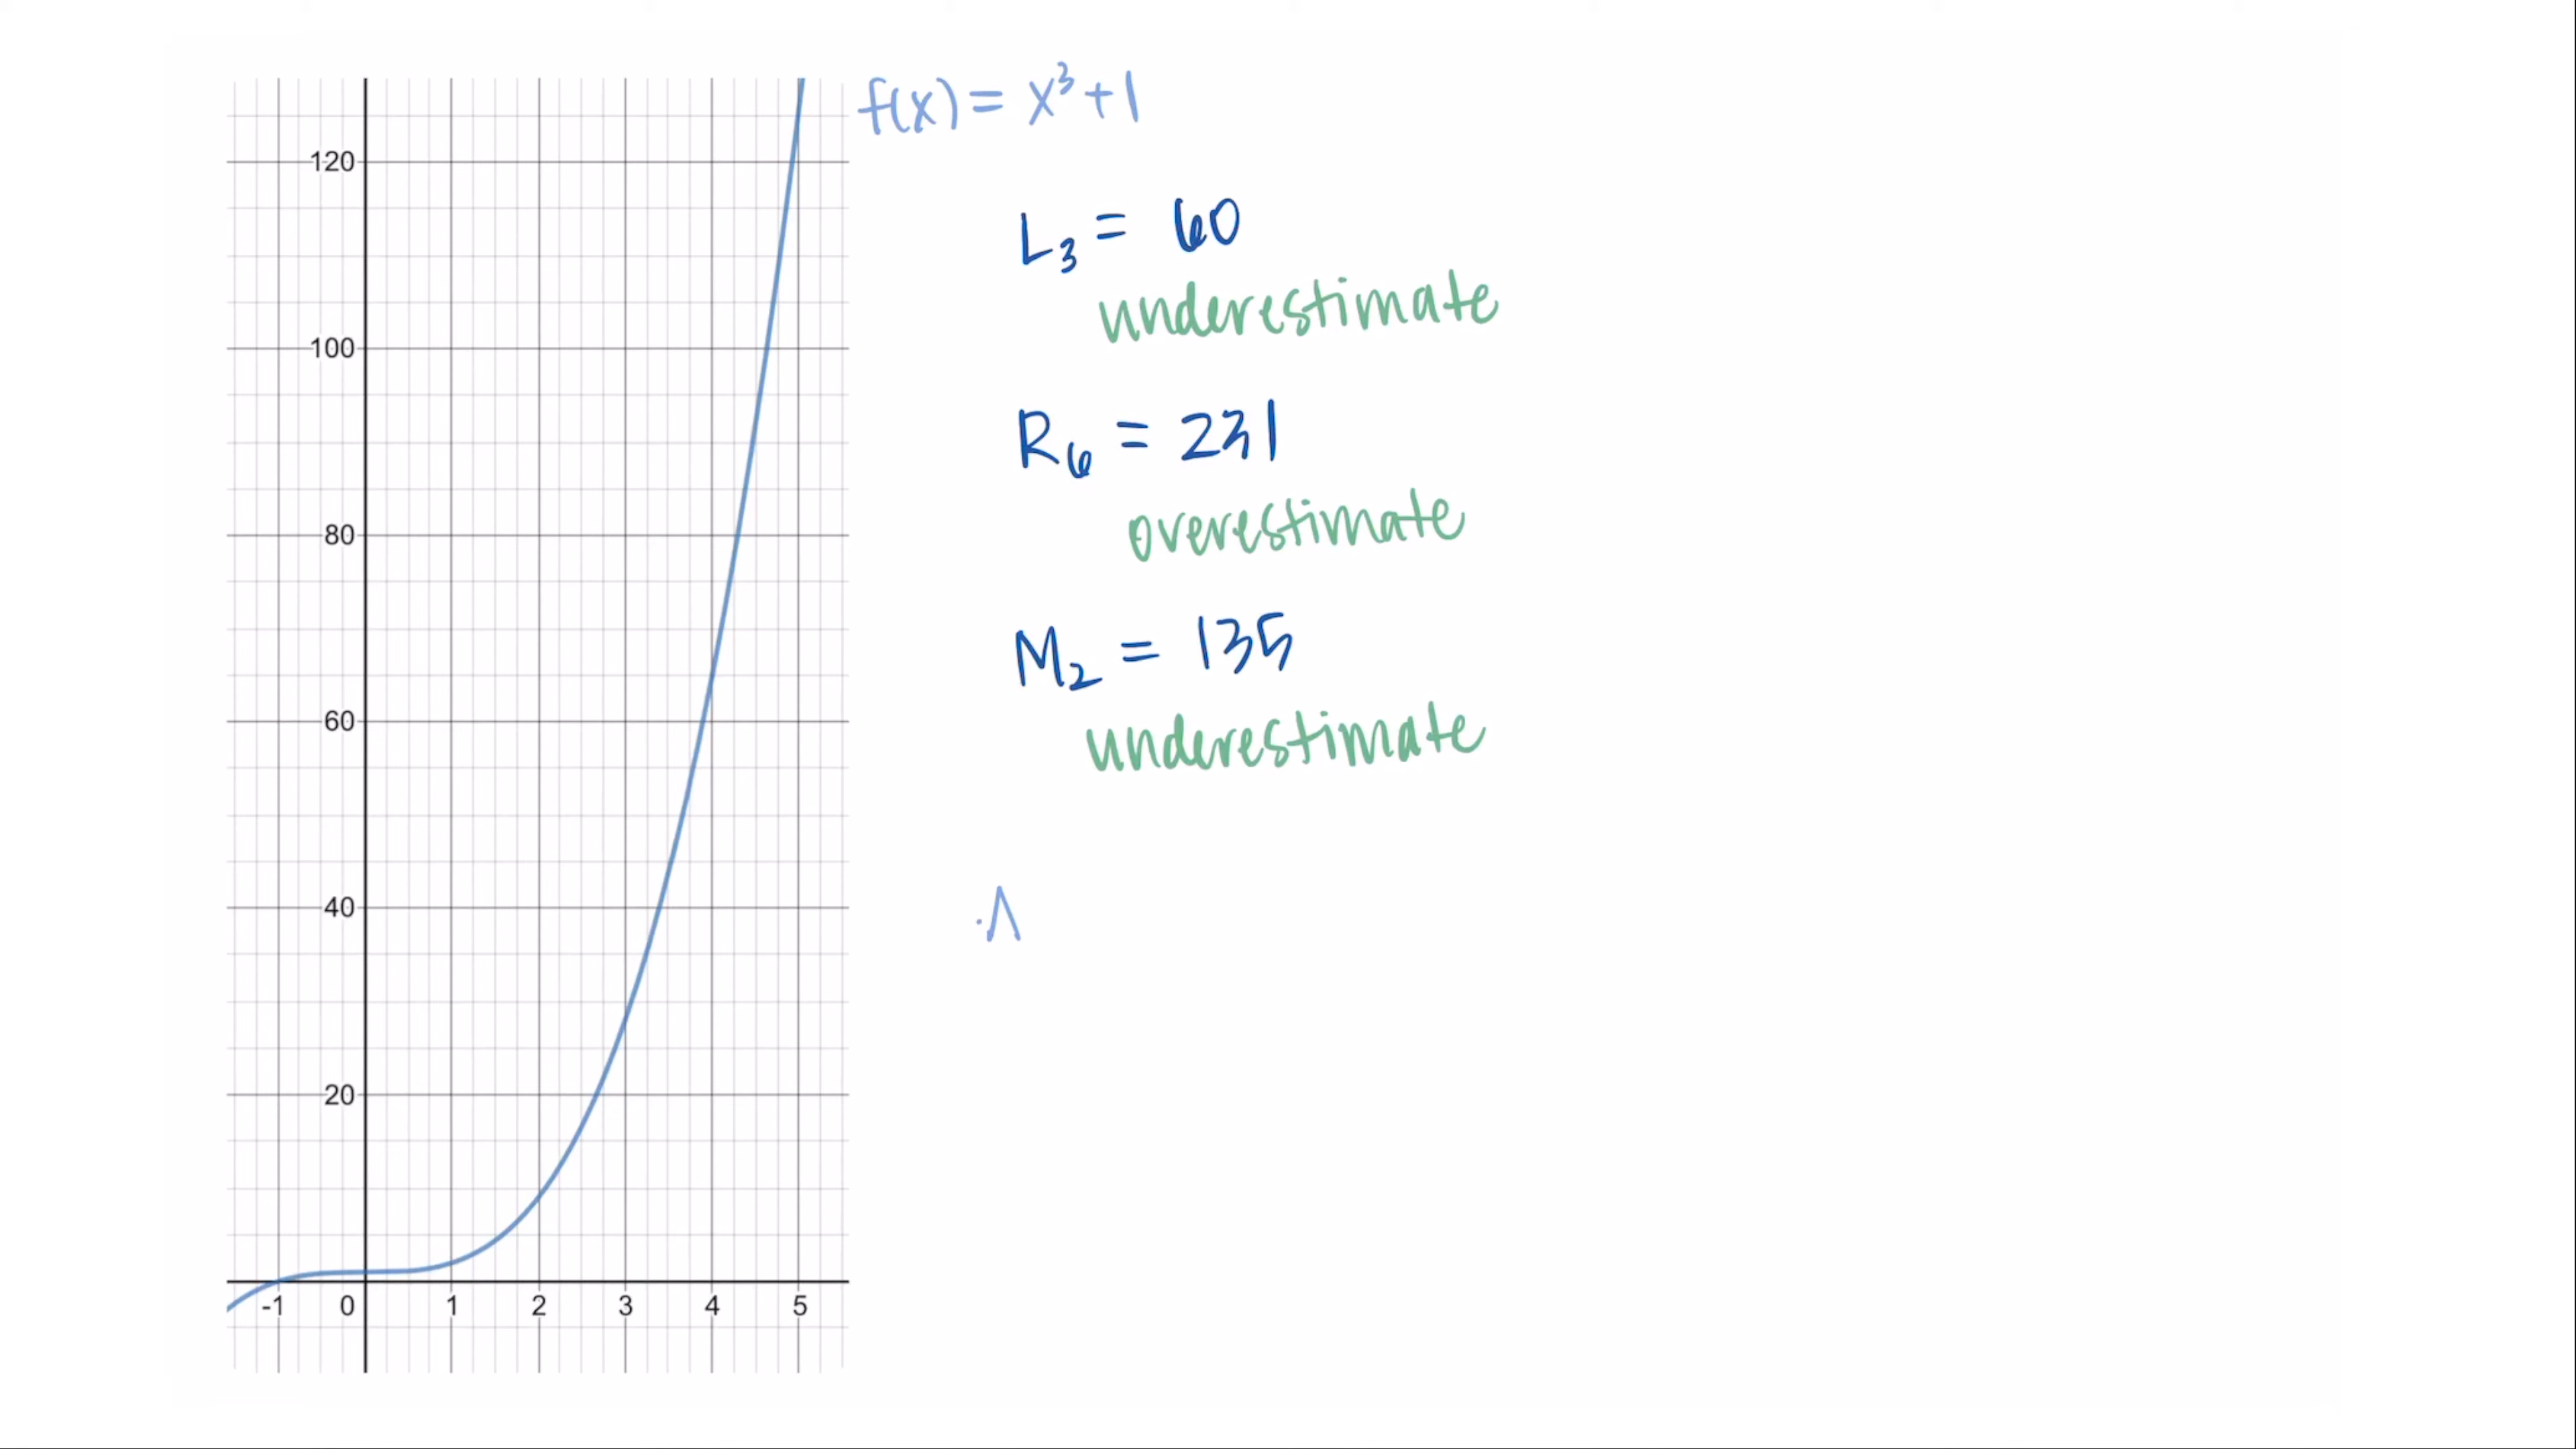 f(x) = x³+1
120
L₃ = 60
underestimate
100
R₆ = 231
overestimate
80
M₂ = 135
60
underestimate
40
20
-1 0 1 2 3 4 5